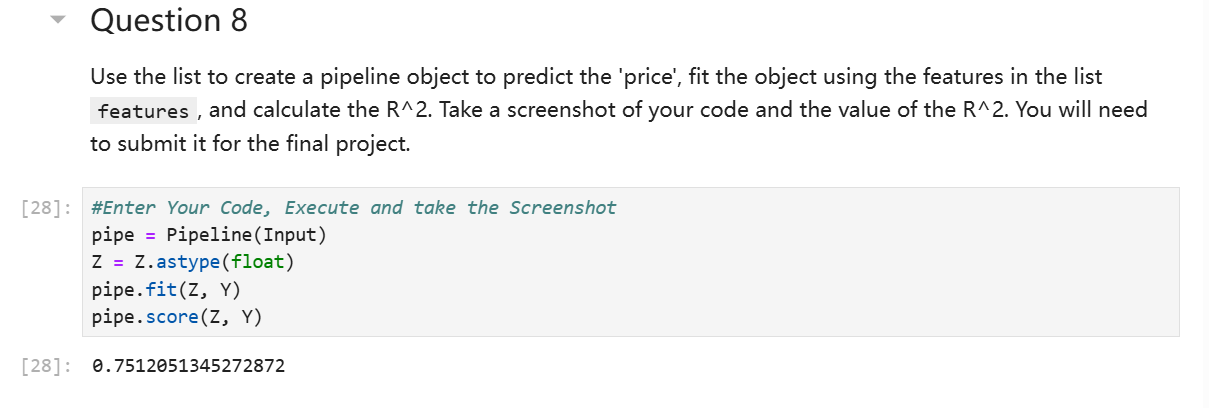 Question 8
Use the list to create a pipeline object to predict the 'price', fit the object using the features in the list
features , and calculate the R^2. Take a screenshot of your code and the value of the R^2. You will need
to submit it for the final project.
[28]: #Enter Your Code, Execute and take the Screenshot
pipe = Pipeline(Input)
Z = Z.astype(float)
pipe.fit(Z, Y)
pipe.score(Z, Y)
[28]: 0.7512051345272872